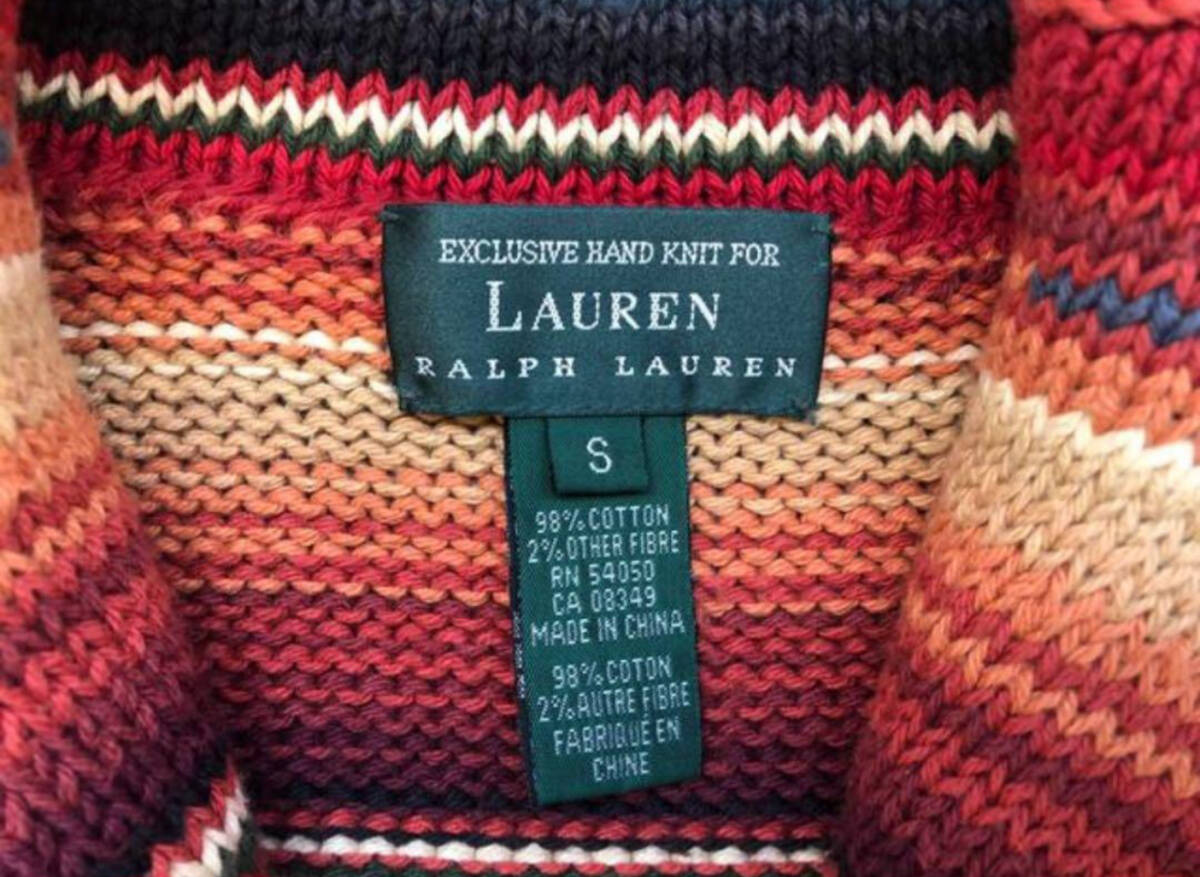 EXCLUSIVE HAND KNIT FOR
LAUREN
RALPH LAUREN
S
98% COTTON
2% OTHER FIBRE
RN 54050
CA 08349
MADE IN CHINA
98% COTON
2% AUTRE FIBRE
FABRIQUÉ EN
CHINE